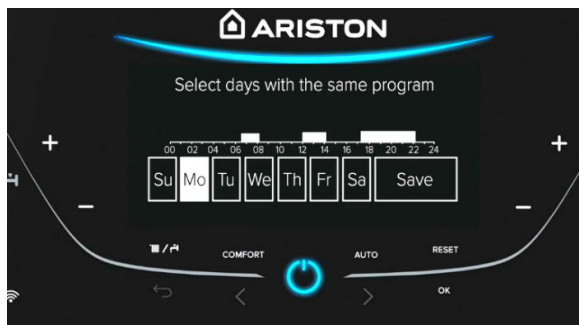 ARISTON
Select days with the same program
00 02 04 06 08 10 12 14 16 18 20 22 24
Su Mo Tu We Th Fr Sa Save
COMFORT AUTO RESET
OK